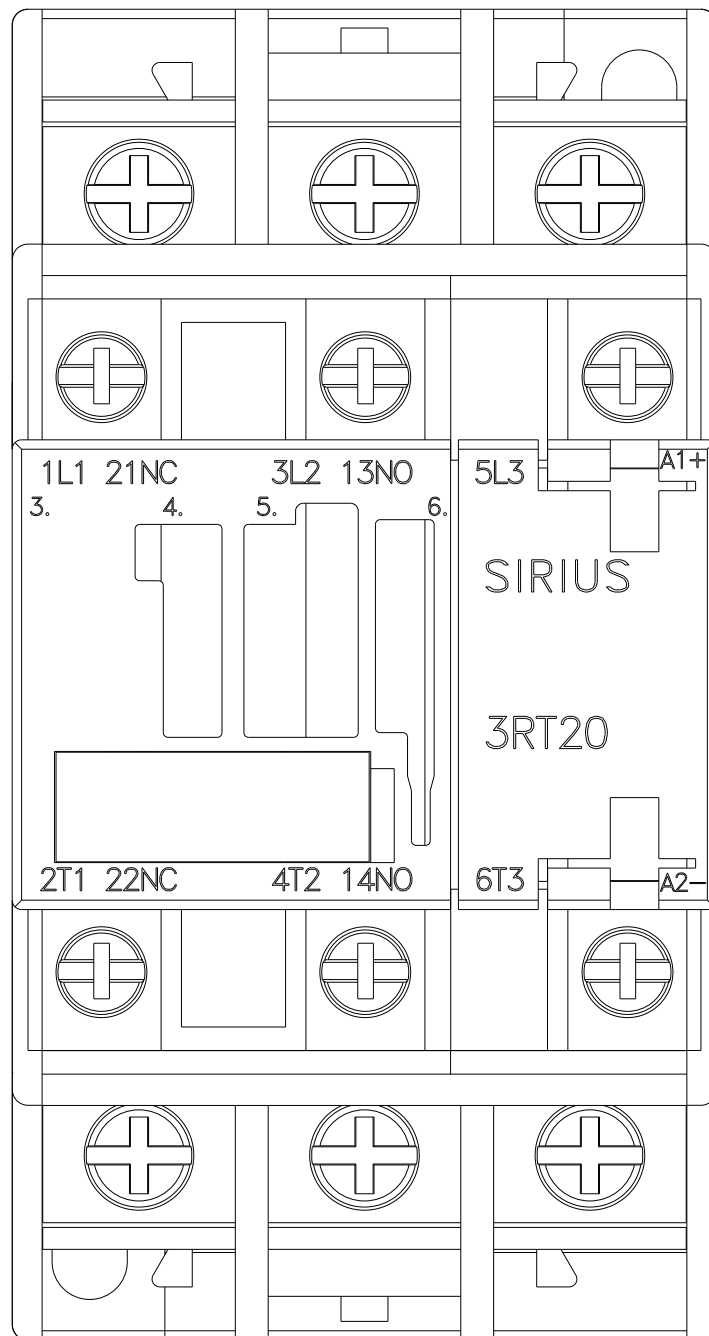 1L1 21NC 3L2 13NO 5L3 A1+
3. 4. 5. 6.
SIRIUS
3RT20
2T1 22NC 4T2 14NO 6T3 A2-